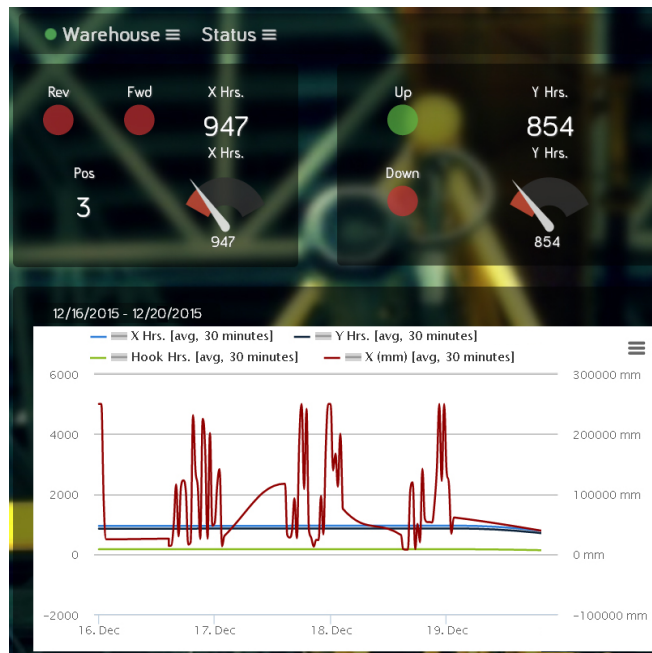 Warehouse Status
Rev Fwd X Hrs. Up Y Hrs.
947 854
X Hrs. Y Hrs.
Pos Down
3
947 854
12/16/2015 - 12/20/2015
X Hrs. [avg, 30 minutes] Y Hrs. [avg, 30 minutes]
Hook Hrs. [avg, 30 minutes] X (mm) [avg, 30 minutes]
6000 300000 mm
4000 200000 mm
2000 100000 mm
0 0 mm
-2000 -100000 mm
16. Dec 17. Dec 18. Dec 19. Dec